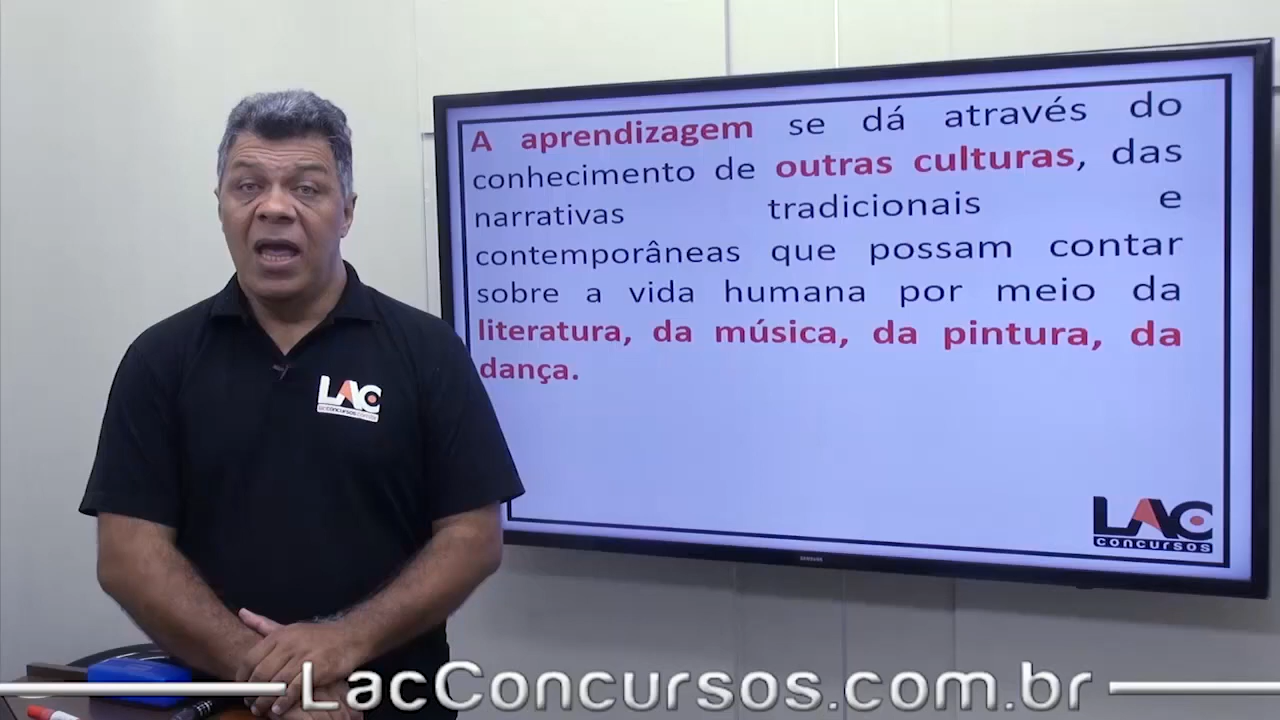 A aprendizagem se dá através do
conhecimento de outras culturas, das
narrativas tradicionais e
contemporâneas que possam contar
sobre a vida humana por meio da
literatura, da música, da pintura, da
dança.
LAC
LAC
concursos
LacConcursos.com.br